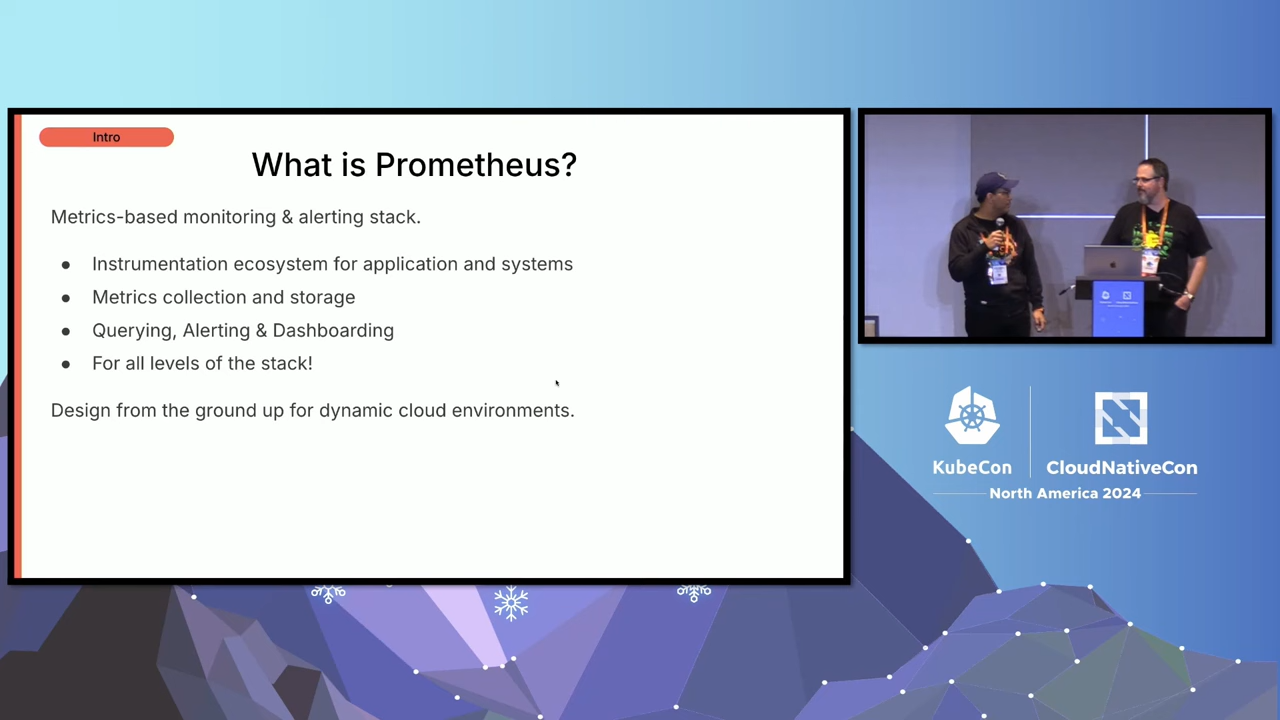 Intro
What is Prometheus?
Metrics-based monitoring & alerting stack.
● Instrumentation ecosystem for application and systems
● Metrics collection and storage
● Querying, Alerting & Dashboarding
● For all levels of the stack!
Design from the ground up for dynamic cloud environments.
KubeCon
CloudNativeCon
North America 2024